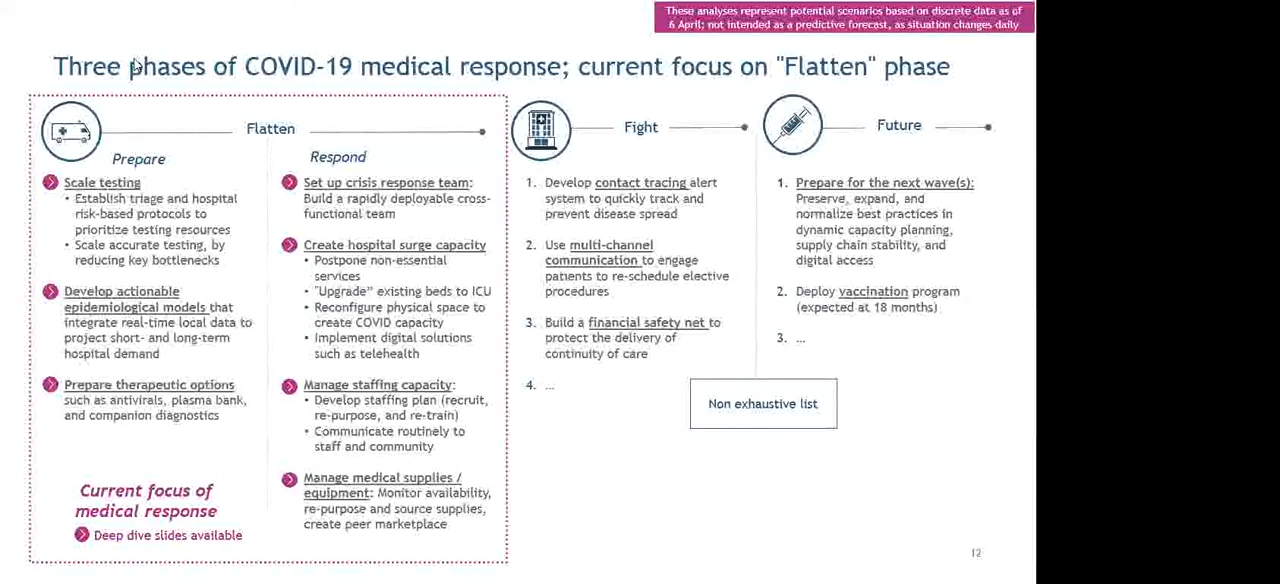 These analyses represent potential scenarios based on discrete data as of
6 April; not intended as a predictive forecast, as situation changes daily
Three phases of COVID-19 medical response; current focus on "Flatten" phase
Flatten
Prepare
Scale testing
• Establish triage and hospital
risk-based protocols to
prioritize testing resources
• Scale accurate testing, by
reducing key bottlenecks
Develop actionable
epidemiological models that
integrate real-time local data to
project short- and long-term
hospital demand
Prepare therapeutic options
such as antivirals, plasma bank,
and companion diagnostics
Current focus of
medical response
Deep dive slides available
Respond
Set up crisis response team:
Build a rapidly deployable cross-
functional team
Create hospital surge capacity
• Postpone non-essential
services
• "Upgrade" existing beds to ICU
• Reconfigure physical space to
create COVID capacity
• Implement digital solutions
such as telehealth
Manage staffing capacity:
• Develop staffing plan (recruit,
re-purpose, and re-train)
• Communicate routinely to
staff and community
Manage medical supplies /
equipment: Monitor availability,
re-purpose and source supplies,
create peer marketplace
Fight
1. Develop contact tracing alert
system to quickly track and
prevent disease spread
2. Use multi-channel
communication to engage
patients to re-schedule elective
procedures
3. Build a financial safety net to
protect the delivery of
continuity of care
4. ...
Future
1. Prepare for the next wave(s):
Preserve, expand, and
normalize best practices in
dynamic capacity planning,
supply chain stability, and
digital access
2. Deploy vaccination program
(expected at 18 months)
3. ...
Non exhaustive list
12